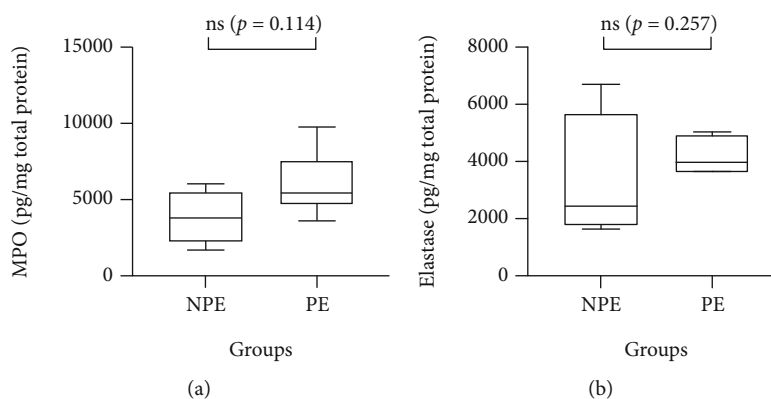 ns (p = 0.114)
15000
10000
5000
0
MPO (pg/mg total protein)
NPE
PE
Groups
(a)
ns (p = 0.257)
8000
6000
4000
2000
0
Elastase (pg/mg total protein)
NPE
PE
Groups
(b)